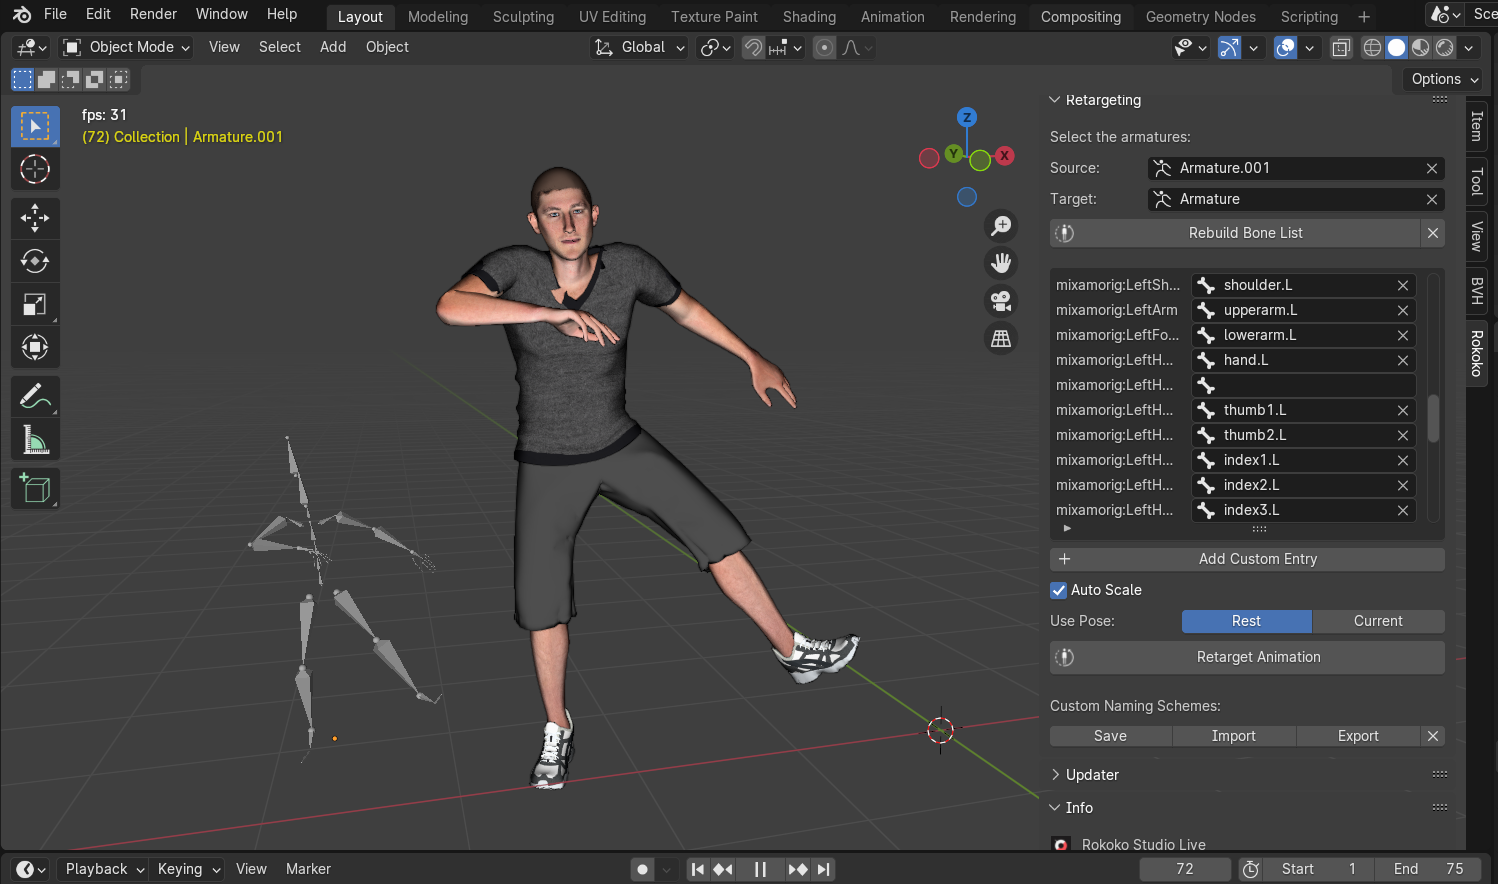 File Edit Render Window Help Layout Modeling Sculpting UV Editing Texture Paint Shading Animation Rendering Compositing Geometry Nodes Scripting + Sce
Object Mode View Select Add Object Global
Options
fps: 31
(72) Collection | Armature.001
Z
Y
X
Retargeting
Select the armatures:
Source: Armature.001
Target: Armature
Rebuild Bone List
mixamorig:LeftSh... shoulder.L
mixamorig:LeftArm upperarm.L
mixamorig:LeftFo... lowerarm.L
mixamorig:LeftH... hand.L
mixamorig:LeftH...
mixamorig:LeftH... thumb1.L
mixamorig:LeftH... thumb2.L
mixamorig:LeftH... index1.L
mixamorig:LeftH... index2.L
mixamorig:LeftH... index3.L
Add Custom Entry
Auto Scale
Use Pose: Rest Current
Retarget Animation
Custom Naming Schemes:
Save Import Export
Updater
Info
Rokoko Studio Live
Item
Tool
View
BVH
Rokoko
Playback Keying View Marker 72 Start 1 End 75